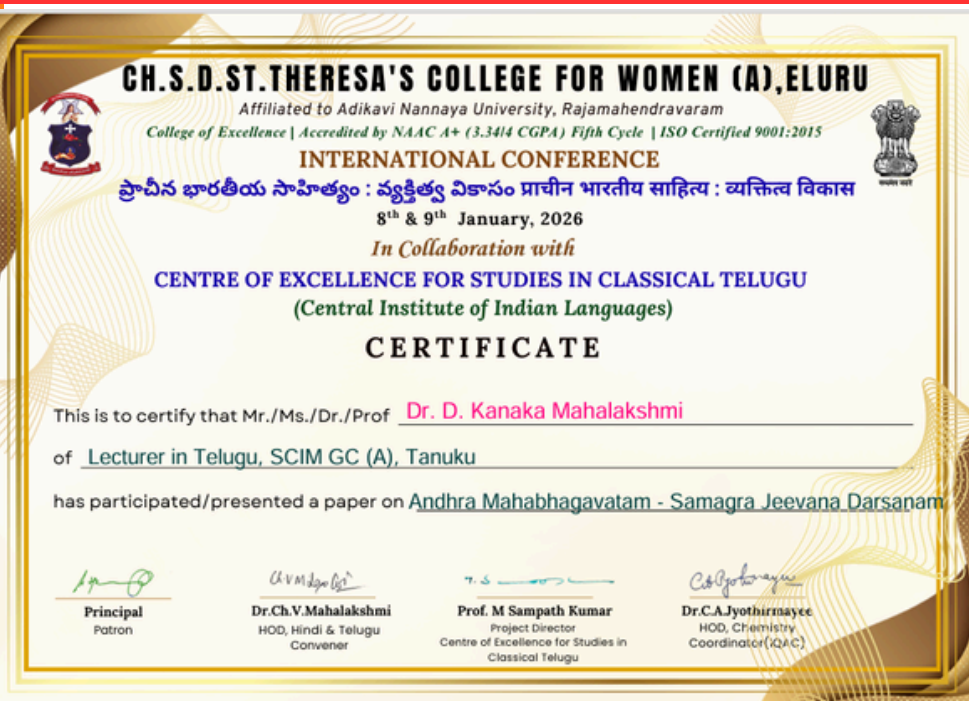 CH.S.D.ST.THERESA'S COLLEGE FOR WOMEN (A),ELURU
Affiliated to Adikavi Nannaya University, Rajamahendravaram
College of Excellence | Accredited by NAAC A+ (3.34l4 CGPA) Fifth Cycle | ISO Certified 9001:2015
INTERNATIONAL CONFERENCE
ప్రాచీన భారతీయ సాహిత్యం : వ్యక్తిత్వ వికాసం प्राचीन भारतीय साहित्य : व्यक्तित्व विकास
8th & 9th January, 2026
In Collaboration with
CENTRE OF EXCELLENCE FOR STUDIES IN CLASSICAL TELUGU
(Central Institute of Indian Languages)
CERTIFICATE
This is to certify that Mr./Ms./Dr./Prof Dr. D. Kanaka Mahalakshmi
of Lecturer in Telugu, SCIM GC (A), Tanuku
has participated/presented a paper on Andhra Mahabhagavatam - Samagra Jeevana Darsanam
Principal
Patron
Dr.Ch.V.Mahalakshmi
HOD, Hindi & Telugu
Convener
Prof. M Sampath Kumar
Project Director
Centre of Excellence for Studies in
Classical Telugu
Dr.C.A.Jyothirmayee
HOD, Chemistry
Coordinator(IQAC)